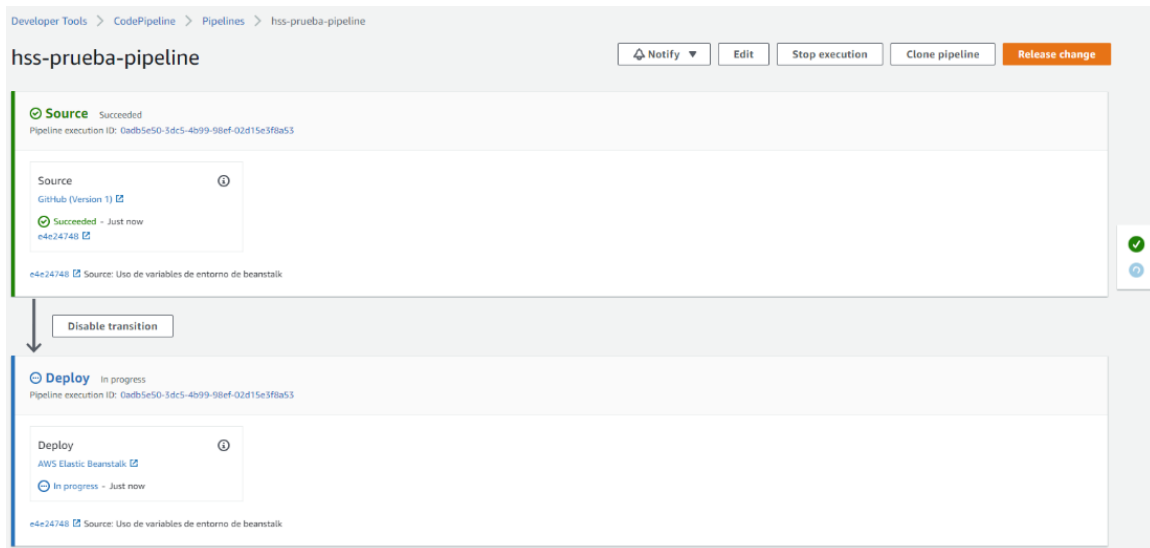 Developer Tools > CodePipeline > Pipelines > hss-prueba-pipeline
hss-prueba-pipeline
Notify ▼ Edit Stop execution Clone pipeline Release change
Source Succeeded
Pipeline execution ID: 0adb5e50-3dc5-4b99-98ef-02d15e3f8a53
Source
GitHub (Version 1)
Succeeded - Just now
e4e24748
e4e24748 Source: Uso de variables de entorno de beanstalk
Disable transition
Deploy In progress
Pipeline execution ID: 0adb5e50-3dc5-4b99-98ef-02d15e3f8a53
Deploy
AWS Elastic Beanstalk
In progress - Just now
e4e24748 Source: Uso de variables de entorno de beanstalk